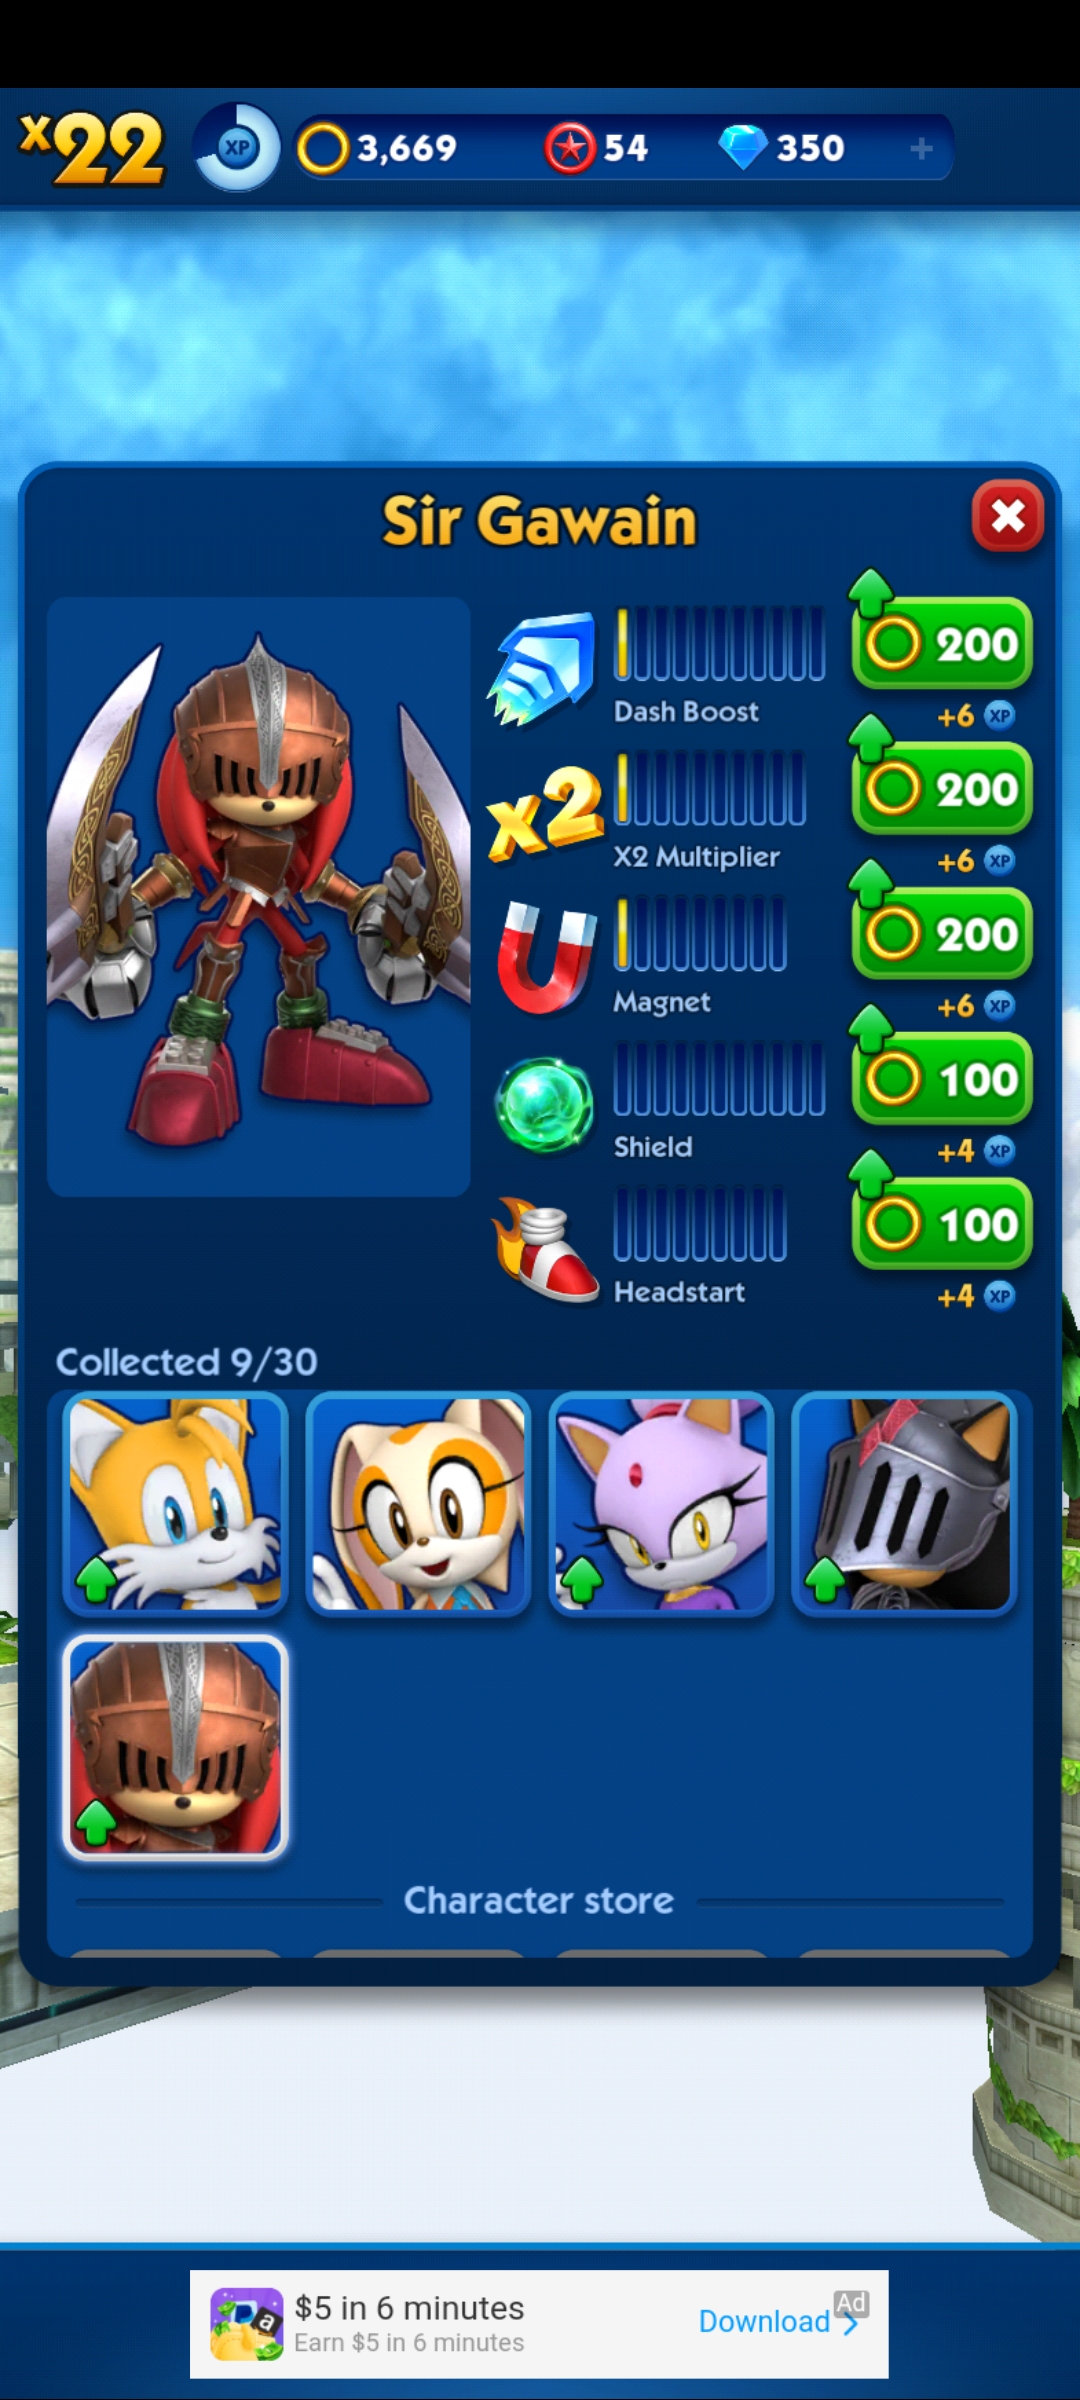 x22
XP
3,669
54
350
+
Sir Gawain
Dash Boost
200
+6 XP
x2
X2 Multiplier
200
+6 XP
Magnet
200
+6 XP
Shield
100
+4 XP
Headstart
100
+4 XP
Collected 9/30
Character store
$5 in 6 minutes
Earn $5 in 6 minutes
Download
Ad
a